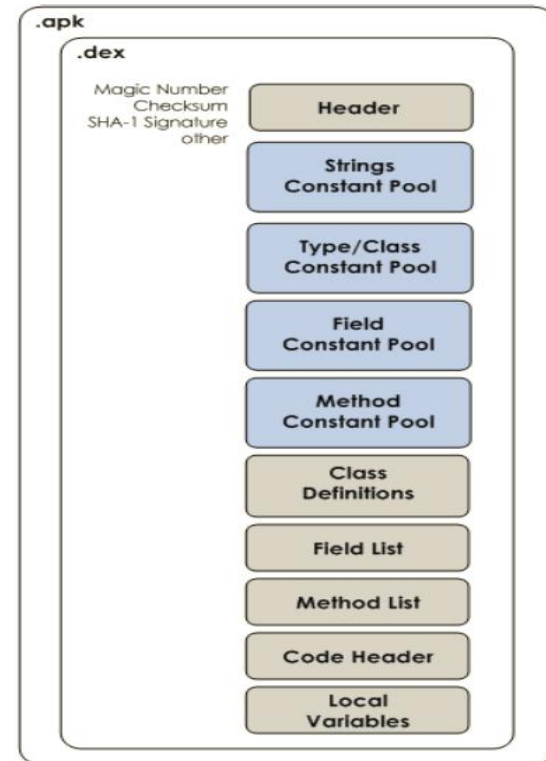 .apk
.dex
Magic Number
Checksum
SHA-1 Signature
other
Header
Strings
Constant Pool
Type/Class
Constant Pool
Field
Constant Pool
Method
Constant Pool
Class
Definitions
Field List
Method List
Code Header
Local
Variables